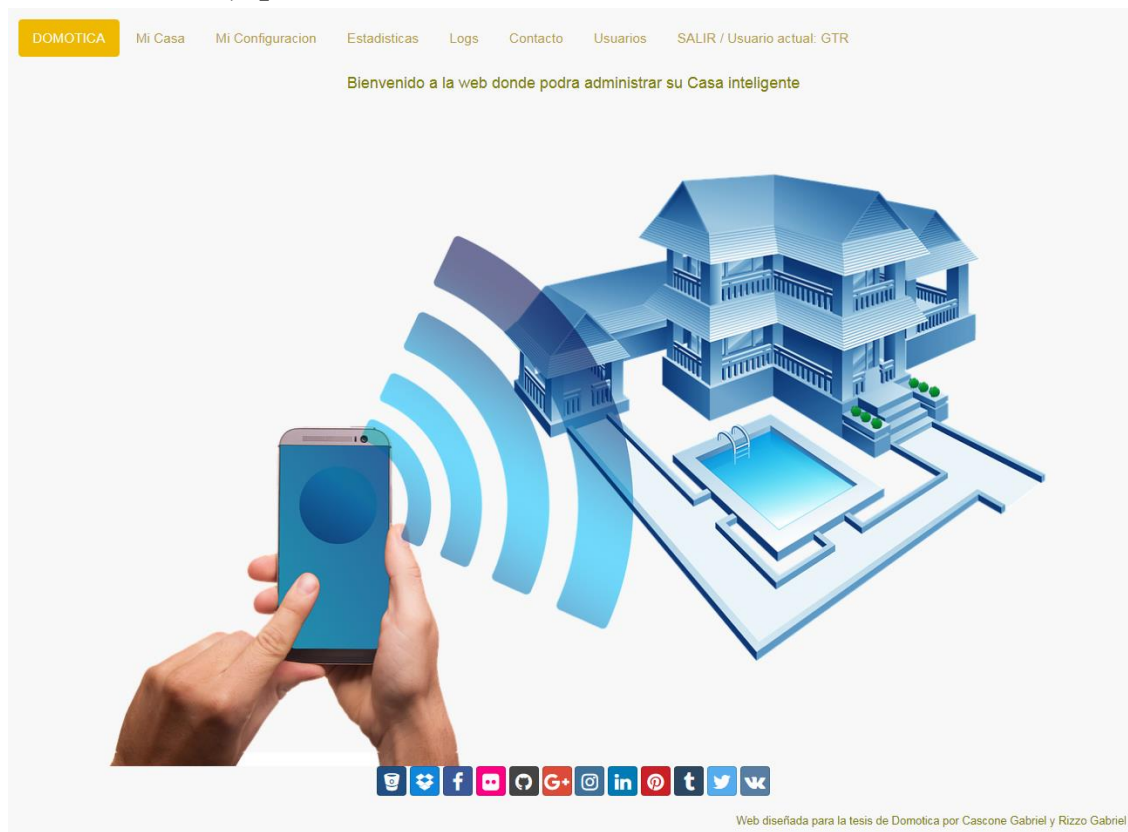 DOMOTICA Mi Casa Mi Configuracion Estadisticas Logs Contacto Usuarios SALIR / Usuario actual: GTR
Bienvenido a la web donde podra administrar su Casa inteligente
Web diseñada para la tesis de Domotica por Cascone Gabriel y Rizzo Gabriel